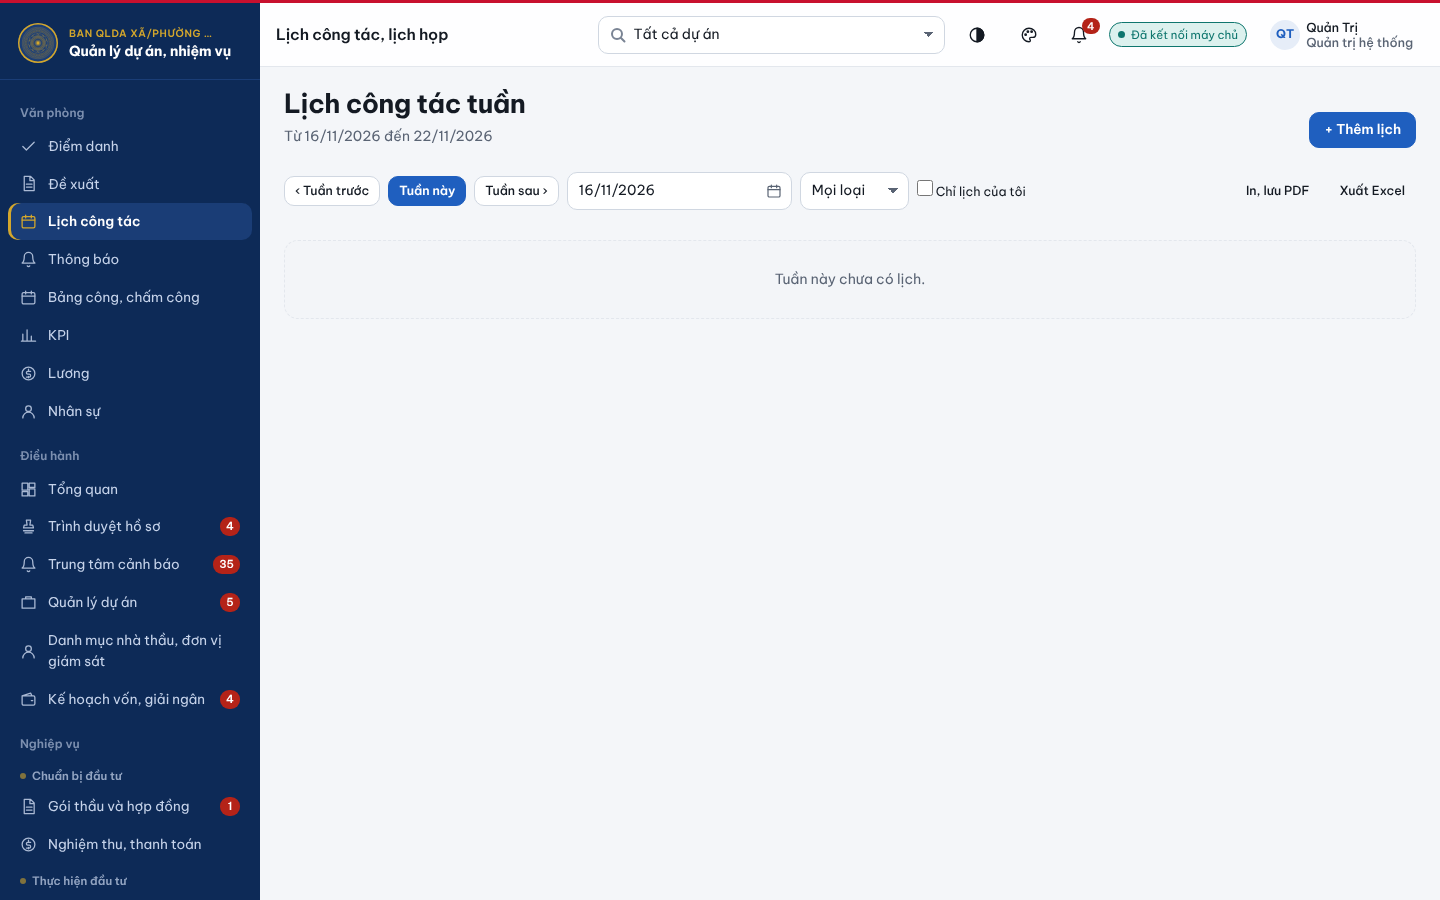 BAN QLDA XÃ/PHƯỜNG ...
Quản lý dự án, nhiệm vụ
Lịch công tác, lịch họp
Tất cả dự án
4
Đã kết nối máy chủ
QT
Quản Trị
Quản trị hệ thống
Văn phòng
Điểm danh
Đề xuất
Lịch công tác
Thông báo
Bảng công, chấm công
KPI
Lương
Nhân sự
Điều hành
Tổng quan
Trình duyệt hồ sơ 4
Trung tâm cảnh báo 35
Quản lý dự án 5
Danh mục nhà thầu, đơn vị
giám sát
Kế hoạch vốn, giải ngân 4
Nghiệp vụ
Chuẩn bị đầu tư
Gói thầu và hợp đồng 1
Nghiệm thu, thanh toán
Thực hiện đầu tư
Lịch công tác tuần
Từ 16/11/2026 đến 22/11/2026
+ Thêm lịch
‹ Tuần trước
Tuần này
Tuần sau ›
16/11/2026
Mọi loại
Chỉ lịch của tôi
In, lưu PDF
Xuất Excel
Tuần này chưa có lịch.